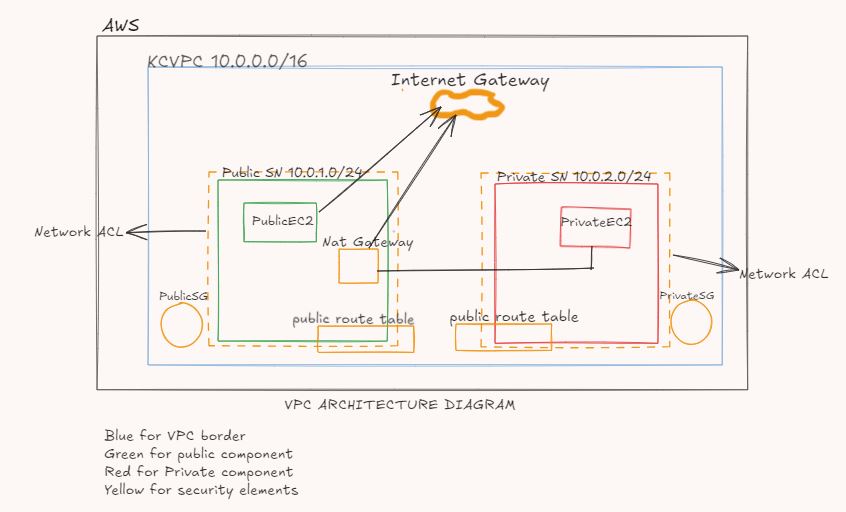 AWS
KCVPC 10.0.0.0/16
Internet Gateway
Public SN 10.0.1.0/24
Private SN 10.0.2.0/24
PublicEC2
PrivateEC2
Network ACL
Nat Gateway
Network ACL
PublicSG
PrivateSG
public route table
public route table
VPC ARCHITECTURE DIAGRAM
Blue for VPC border
Green for public component
Red for Private component
Yellow for security elements